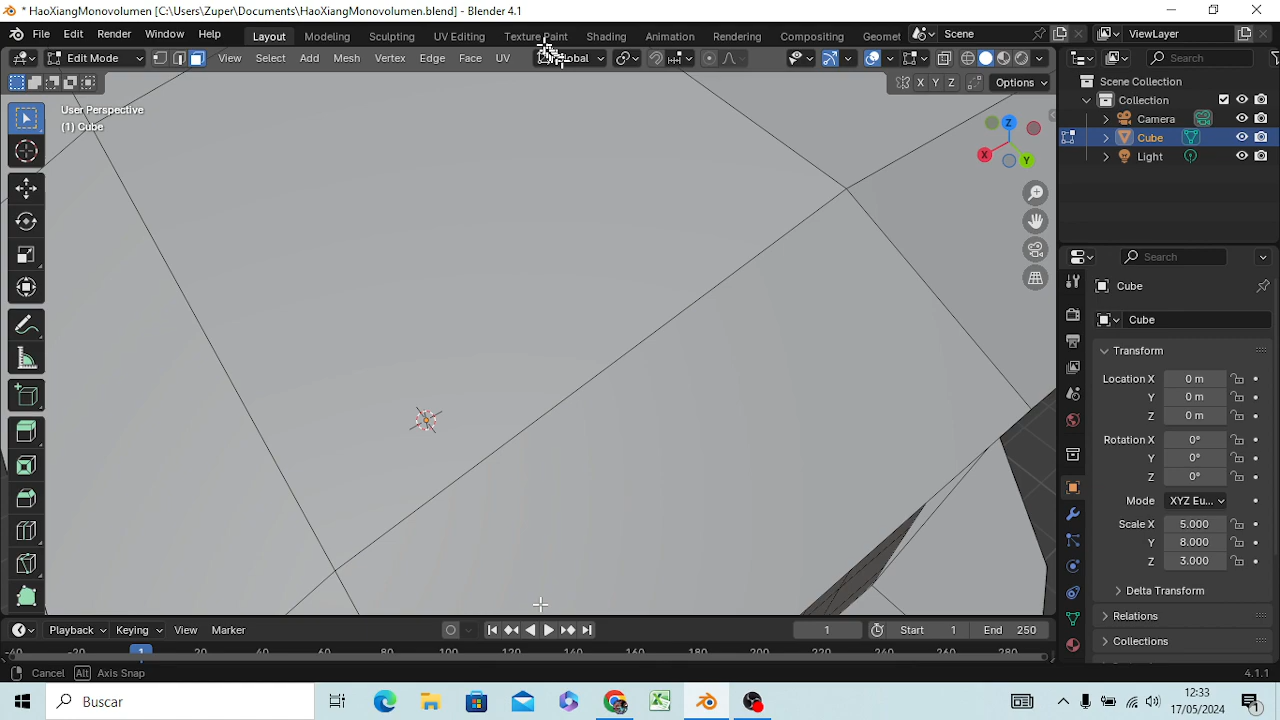 * HaoXiangMonovolumen [C:\Users\Zuper\Documents\HaoXiangMonovolumen.blend] - Blender 4.1
File Edit Render Window Help Layout Modeling Sculpting UV Editing Texture Paint Shading Animation Rendering Compositing Geomet Scene ViewLayer
Edit Mode View Select Add Mesh Vertex Edge Face UV Global Search
X Y Z Options
User Perspective
(1) Cube
Z
X
Y
Scene Collection
Collection
Camera
Cube
Light
Search
Cube
Cube
Transform
Location X 0 m
Y 0 m
Z 0 m
Rotation X 0°
Y 0°
Z 0°
Mode XYZ Eu...
Scale X 5.000
Y 8.000
Z 3.000
Delta Transform
Relations
Collections
Playback Keying View Marker 1 Start 1 End 250
-40 -20 1 20 40 60 80 100 120 140 160 180 200 220 240 260 280
Cancel Alt Axis Snap 4.1.1
Buscar
12:33
17/05/2024
1